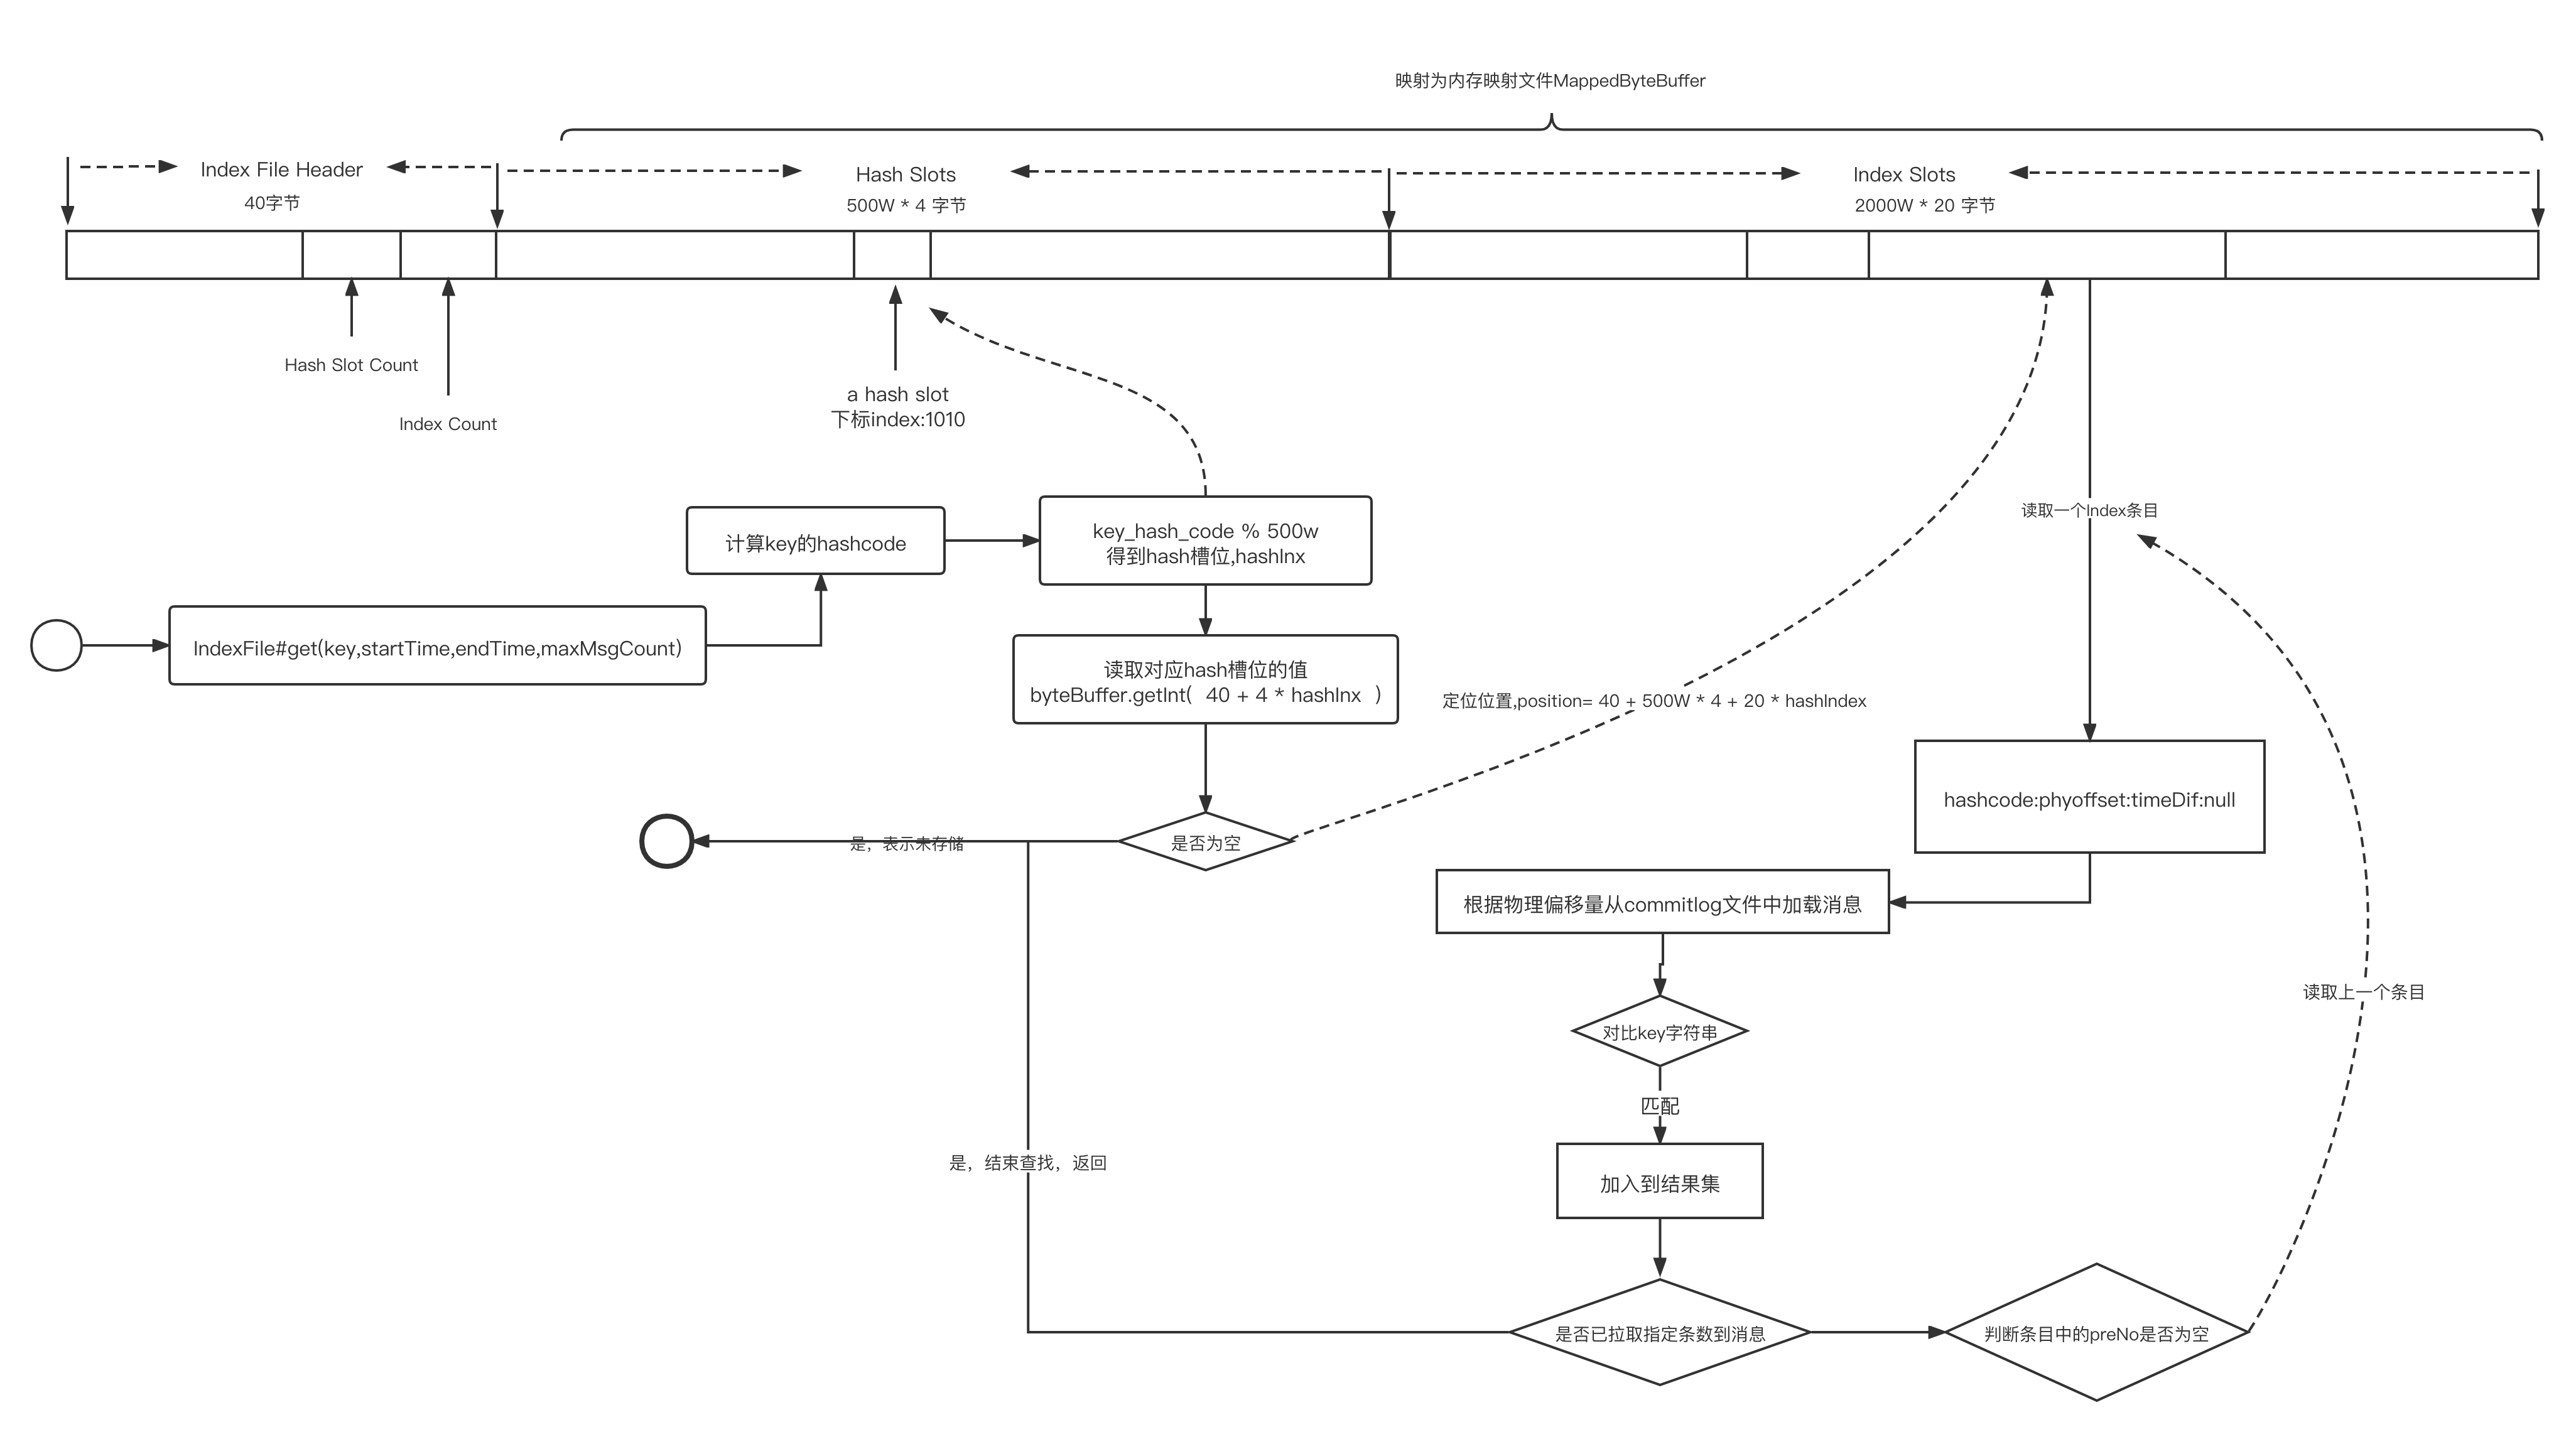 映射为内存映射文件MappedByteBuffer
Index File Header
40字节
Hash Slots
500W * 4 字节
Index Slots
2000W * 20 字节
Hash Slot Count
Index Count
a hash slot
下标index:1010
读取一个Index条目
计算key的hashcode
key_hash_code % 500w
得到hash槽位,hashInx
IndexFile#get(key,startTime,endTime,maxMsgCount)
读取对应hash槽位的值
byteBuffer.getInt( 40 + 4 * hashInx )
定位位置,position= 40 + 500W * 4 + 20 * hashIndex
hashcode:phyoffset:timeDif:null
是，表示未存储
是否为空
根据物理偏移量从commitlog文件中加载消息
读取上一个条目
对比key字符串
匹配
是，结束查找，返回
加入到结果集
是否已拉取指定条数到消息
判断条目中的preNo是否为空